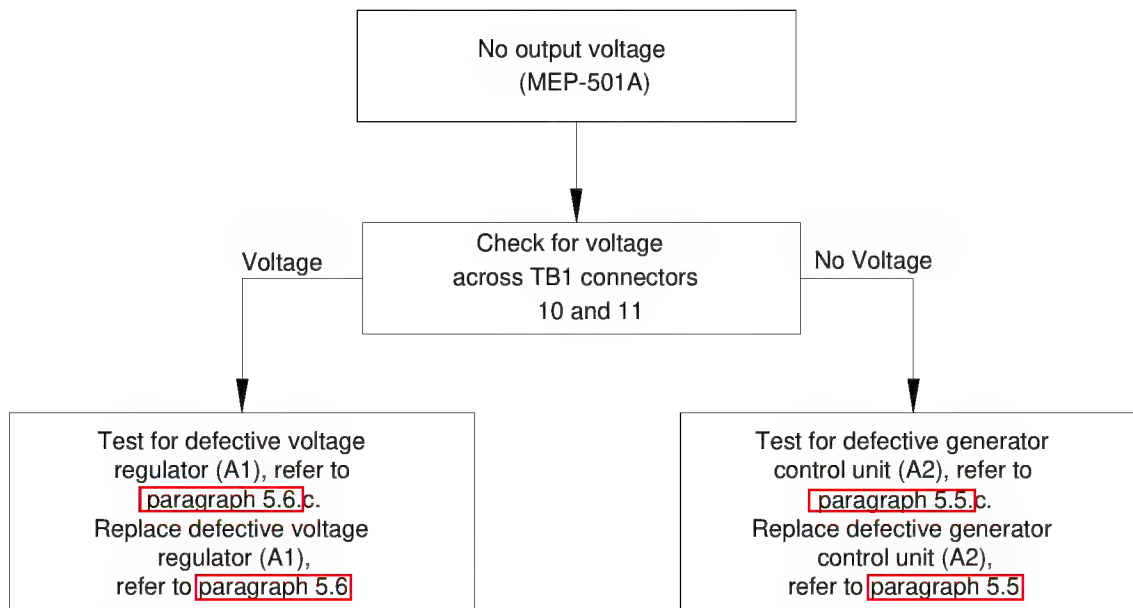 No output voltage
(MEP-501A)
Check for voltage
across TB1 connectors
10 and 11
Voltage
No Voltage
Test for defective voltage
regulator (A1), refer to
paragraph 5.6.c.
Replace defective voltage
regulator (A1),
refer to paragraph 5.6
Test for defective generator
control unit (A2), refer to
paragraph 5.5.c.
Replace defective generator
control unit (A2),
refer to paragraph 5.5